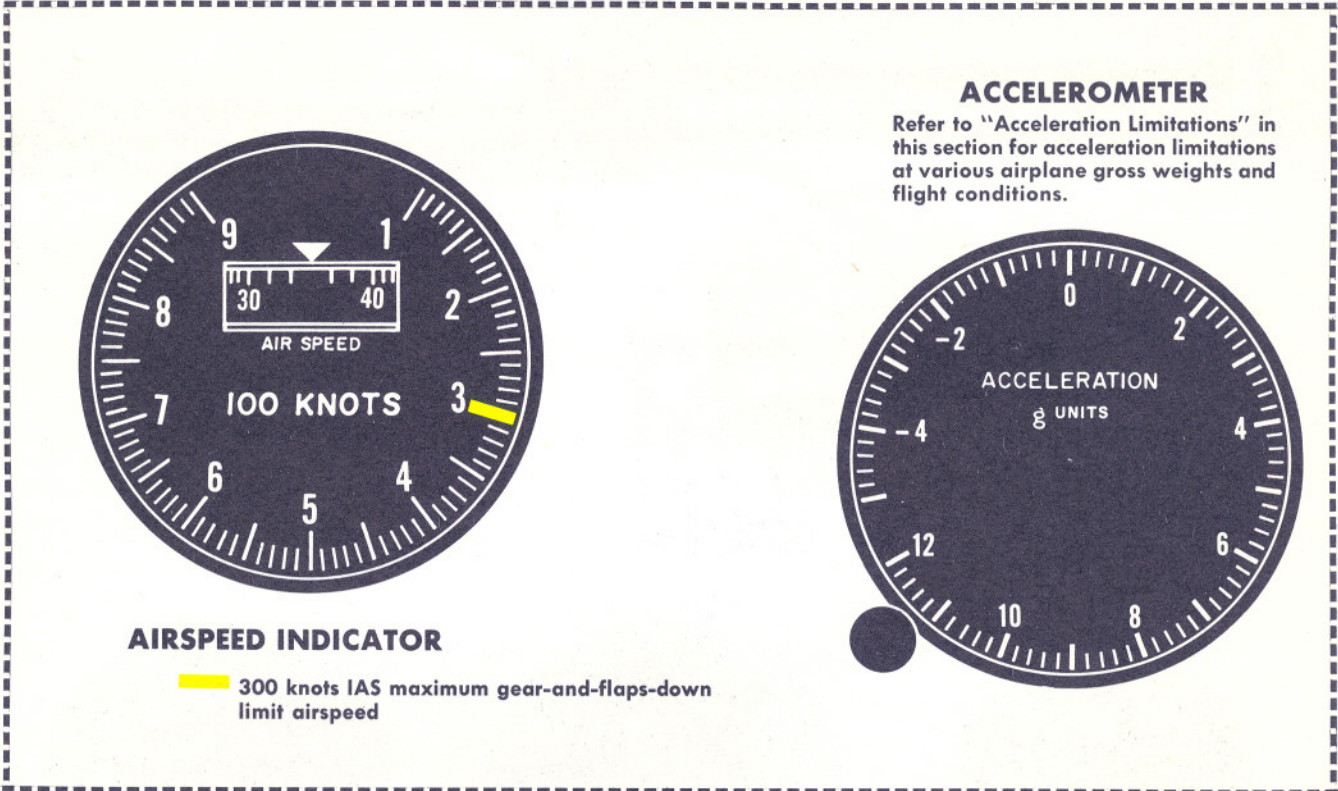 ACCELEROMETER
Refer to "Acceleration Limitations" in
this section for acceleration limitations
at various airplane gross weights and
flight conditions.
9 1
30 40
8 2
AIR SPEED
100 KNOTS
7 3
6 4
5
0
-2 2
ACCELERATION
g UNITS
-4 4
12 6
10 8
AIRSPEED INDICATOR
300 knots IAS maximum gear-and-flaps-down
limit airspeed